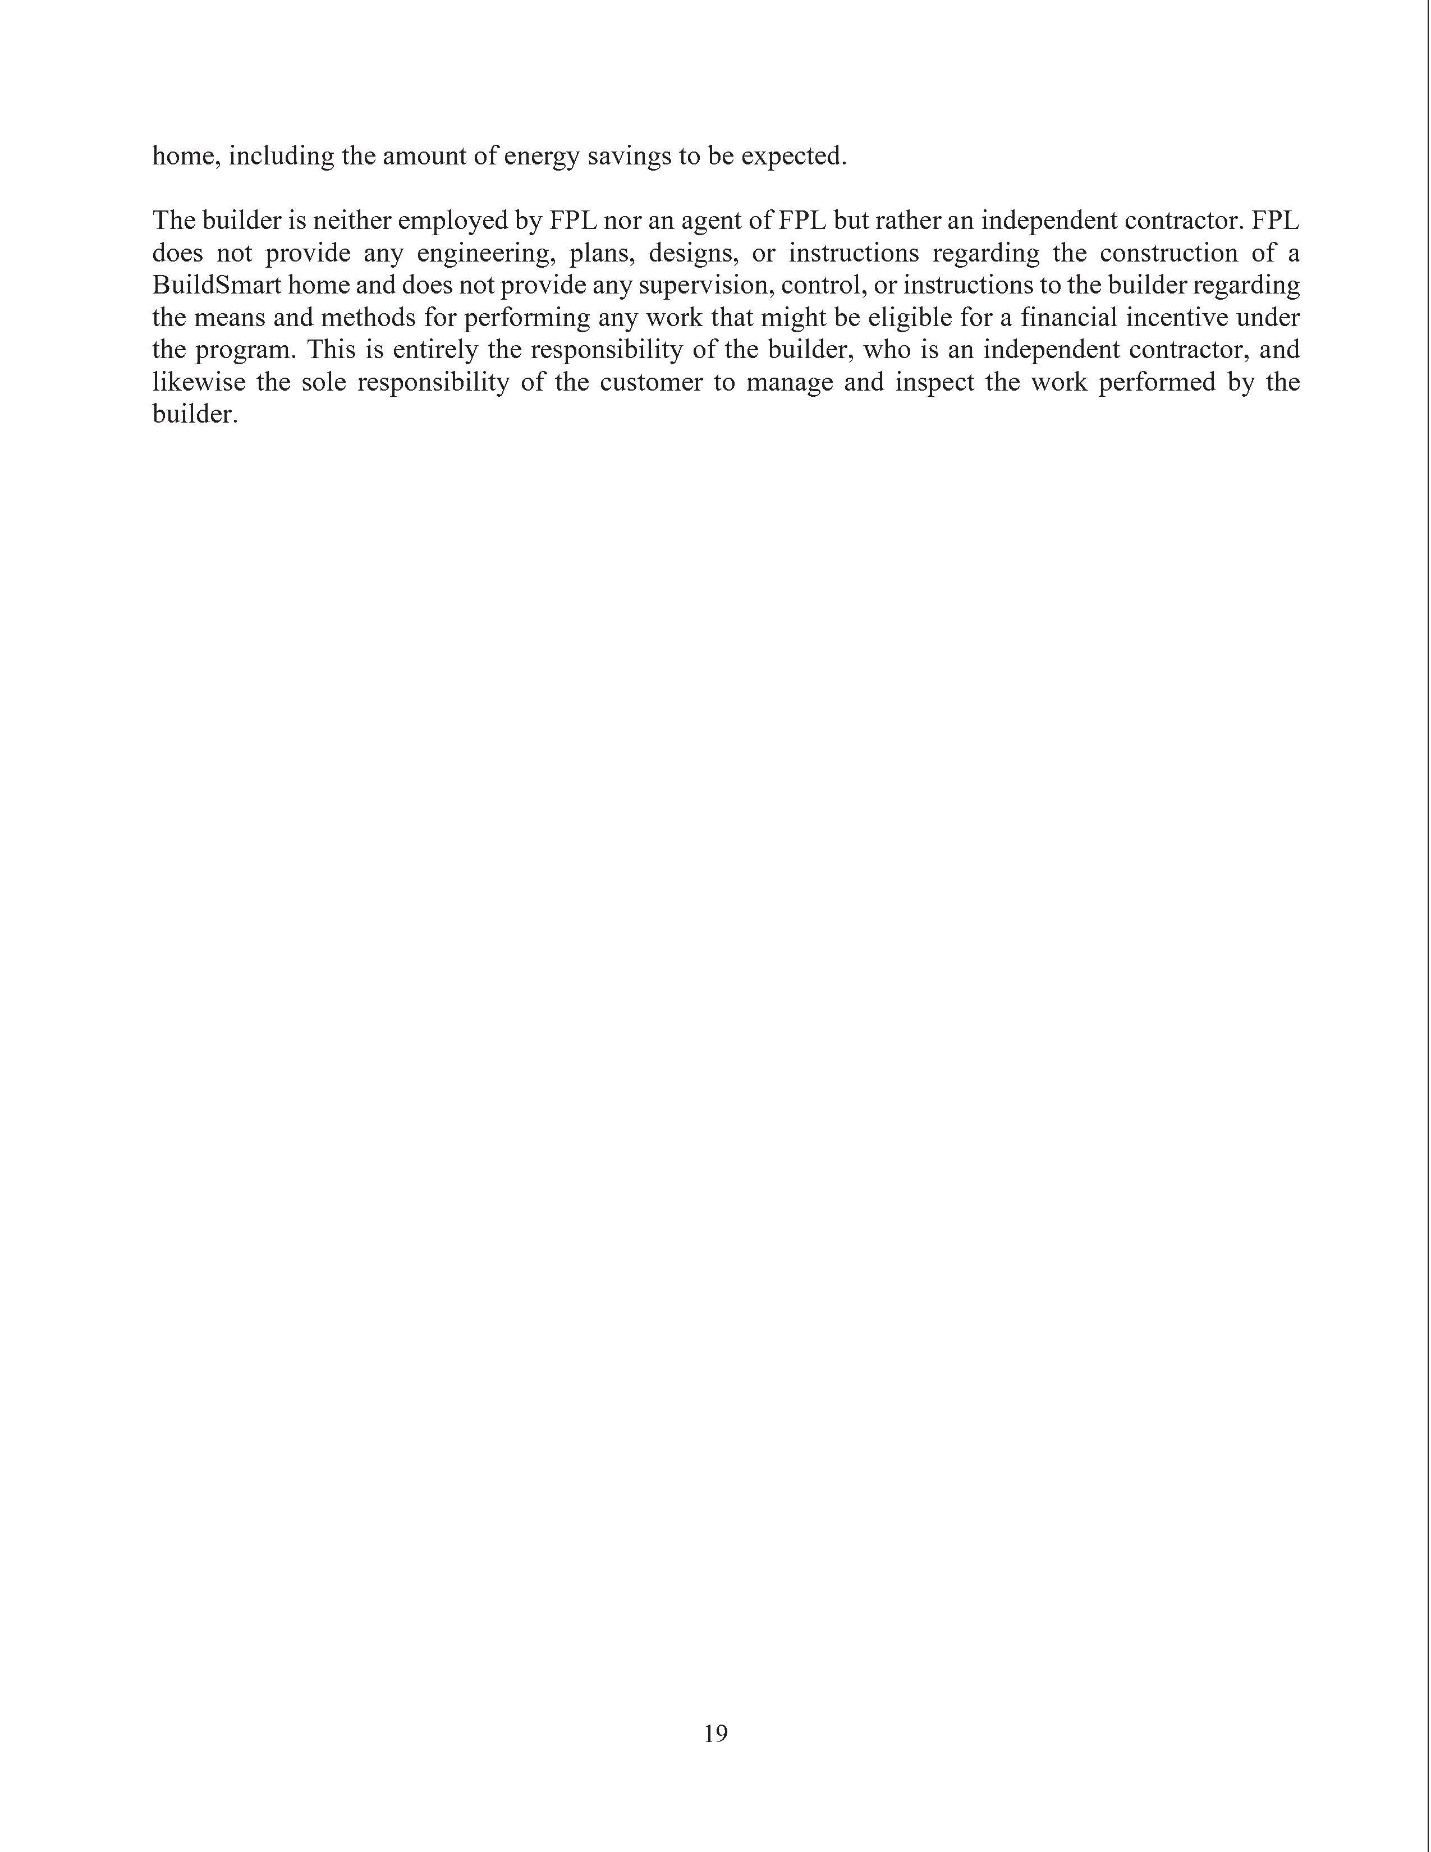 home, including the amount of energy savings to be expected.
The builder is neither employed by FPL nor an agent of FPL but rather an independent contractor. FPL
does not provide any engineering, plans, designs, or instructions regarding the construction of a
BuildSmart home and does not provide any supervision, control, or instructions to the builder regarding
the means and methods for performing any work that might be eligible for a financial incentive under
the program. This is entirely the responsibility of the builder, who is an independent contractor, and
likewise the sole responsibility of the customer to manage and inspect the work performed by the
builder.
19